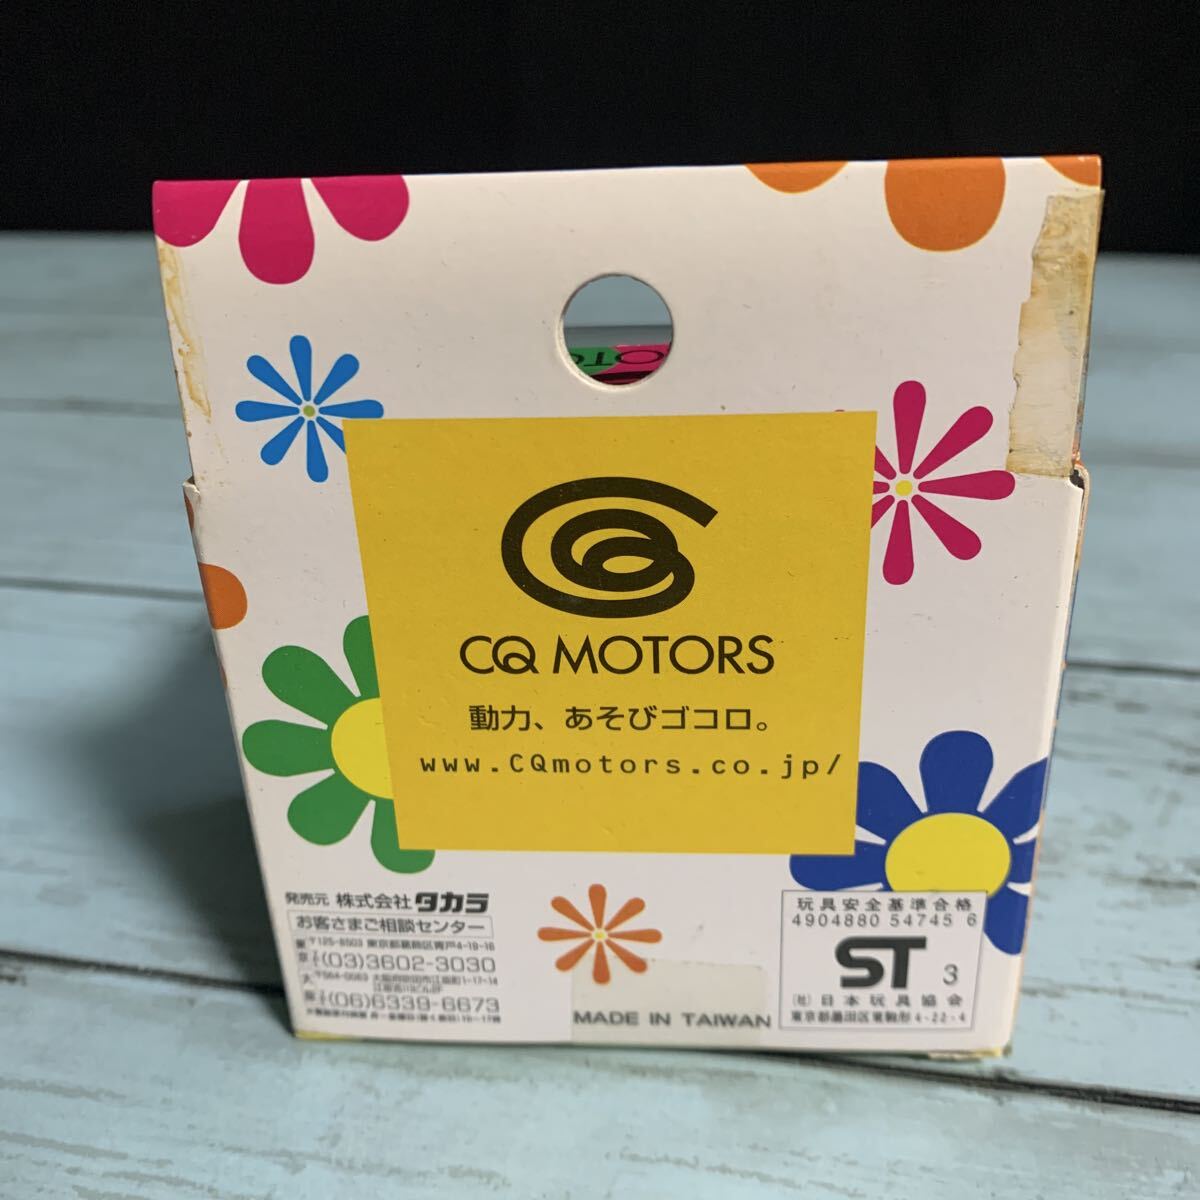 CQ MOTORS
動力、あそびゴコロ。
www.CQmotors.co.jp/
発売元 株式会社 タカラ
お客さまご相談センター
〒125-8503 東京都葛飾区青戸4-19-16
(03)3602-3030
(06)6339-6673
MADE IN TAIWAN
玩具安全基準合格
4904880 54745 6
ST 3
(社)日本玩具協会
東京都墨田区東駒形4-22-4